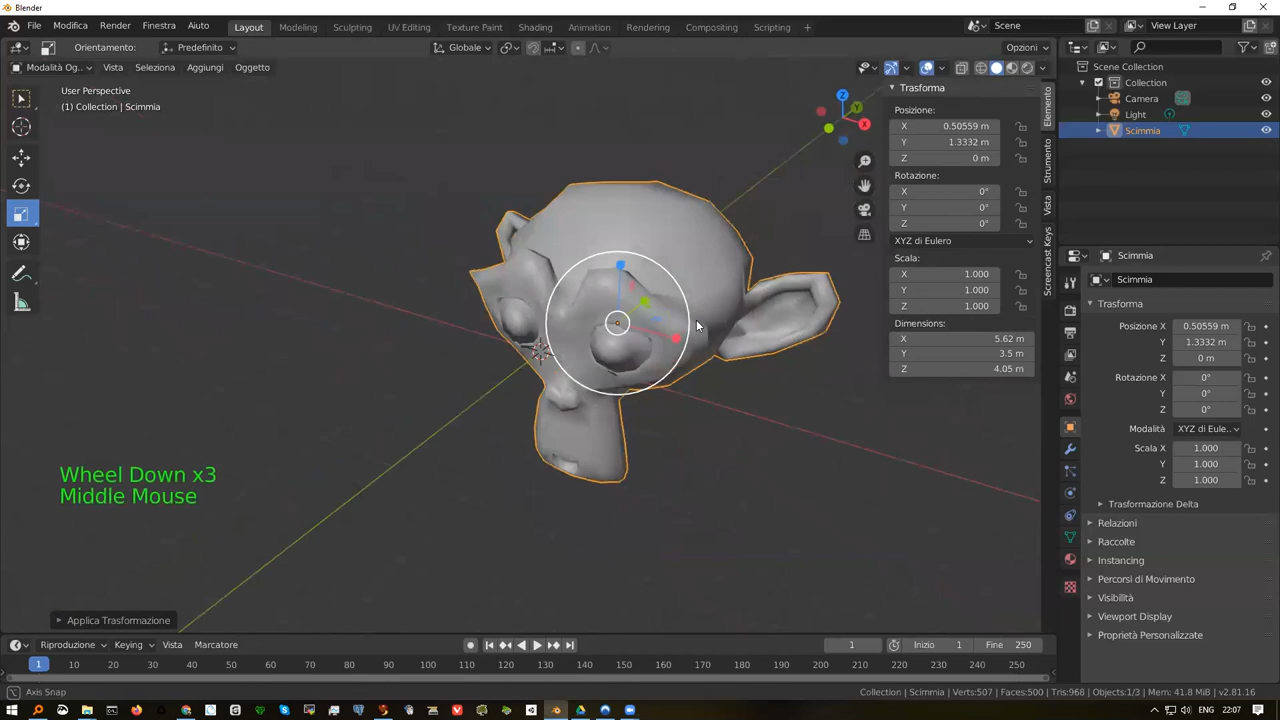 Blender
File
Modifica
Render
Finestra
Aiuto
Layout
Modeling
Sculpting
UV Editing
Texture Paint
Shading
Animation
Rendering
Compositing
Scripting
+
Scene
View Layer
Orientamento:
Predefinito
Globale
Opzioni
Modalità Og..
Vista
Seleziona
Aggiungi
Oggetto
User Perspective
(1) Collection | Scimmia
Z
Y
X
Trasforma
Posizione:
X 0.50559 m
Y 1.3332 m
Z 0 m
Rotazione:
X 0°
Y 0°
Z 0°
XYZ di Eulero
Scala:
X 1.000
Y 1.000
Z 1.000
Dimensions:
X 5.62 m
Y 3.5 m
Z 4.05 m
Elemento
Strumento
Vista
Screencast Keys
Scene Collection
Collection
Camera
Light
Scimmia
Scimmia
Scimmia
Trasforma
Posizione X 0.50559 m
Y 1.3332 m
Z 0 m
Rotazione X 0°
Y 0°
Z 0°
Modalità XYZ di Eule..
Scala X 1.000
Y 1.000
Z 1.000
Trasformazione Delta
Relazioni
Raccolte
Instancing
Percorsi di Movimento
Visibilità
Viewport Display
Proprietà Personalizzate
Wheel Down x3
Middle Mouse
Applica Trasformazione
Riproduzione
Keying
Vista
Marcatore
1
Inizio 1
Fine 250
1 10 20 30 40 50 60 70 80 90 100 110 120 130 140 150 160 170 180 190 200 210 220 230 240 250
Axis Snap
Collection | Scimmia | Verts:507 | Faces:500 | Tris:968 | Objects:1/3 | Mem: 41.8 MiB | v2.81.16
ENG 22:07